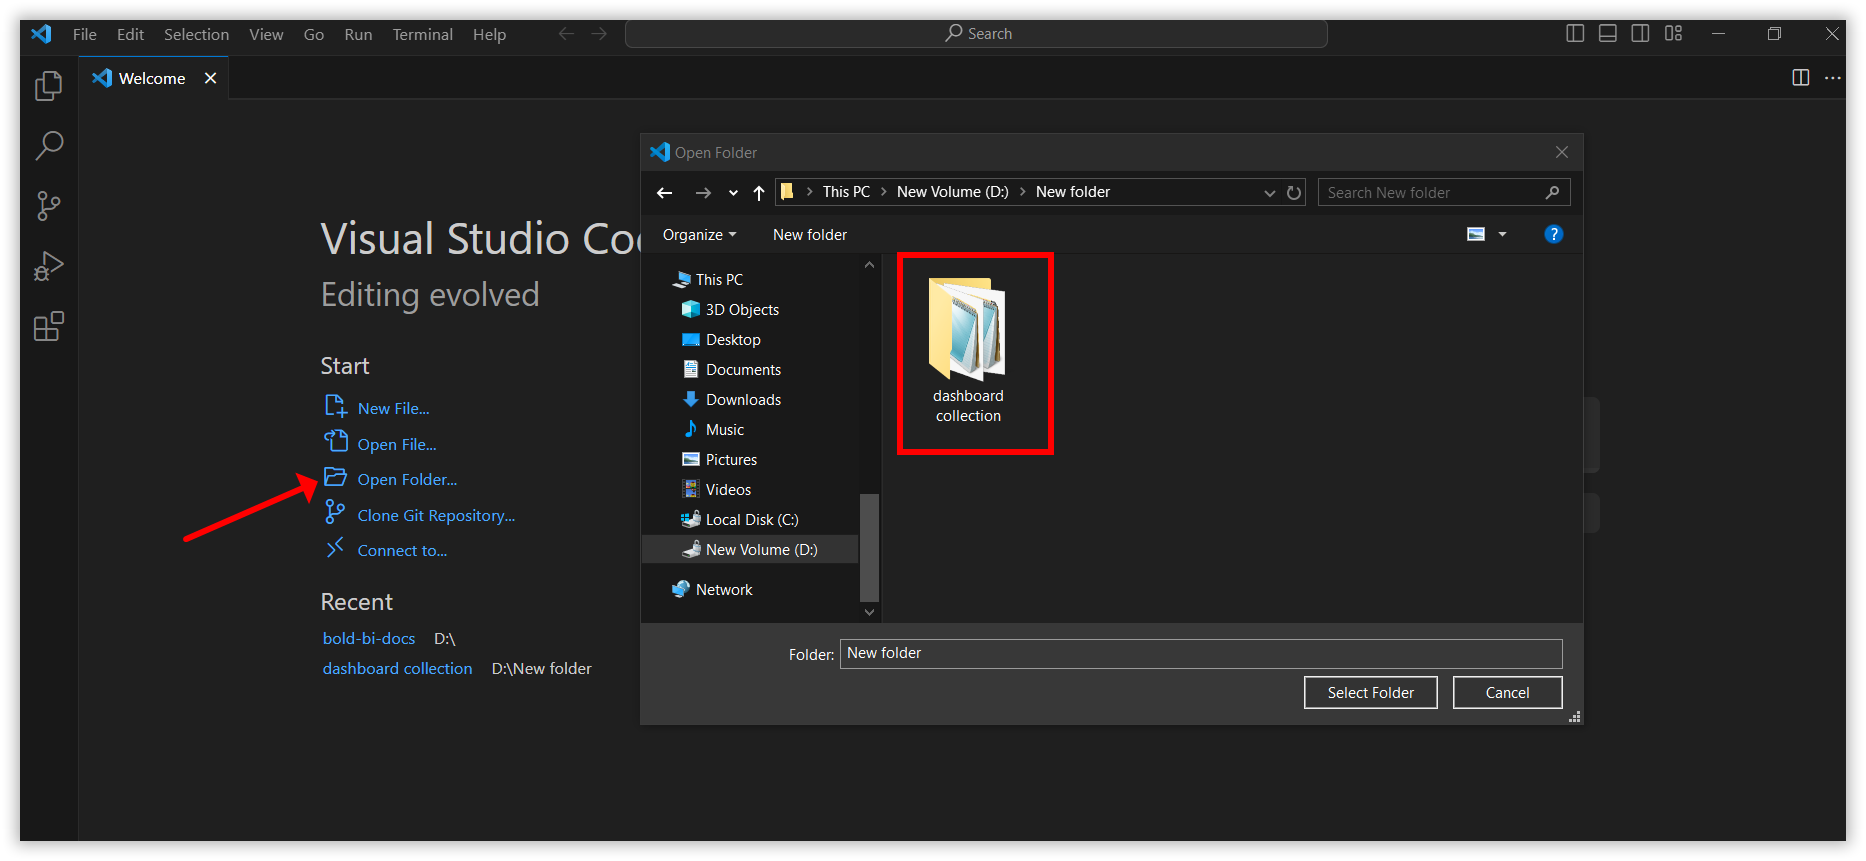 File Edit Selection View Go Run Terminal Help
Search
Welcome
Visual Studio Co
Editing evolved
Start
New File...
Open File...
Open Folder...
Clone Git Repository...
Connect to...
Recent
bold-bi-docs D:\
dashboard collection D:\New folder
Open Folder
This PC > New Volume (D:) > New folder
Search New folder
Organize
New folder
?
This PC
3D Objects
Desktop
Documents
Downloads
Music
Pictures
Videos
Local Disk (C:)
New Volume (D:)
Network
dashboard
collection
Folder: New folder
Select Folder
Cancel